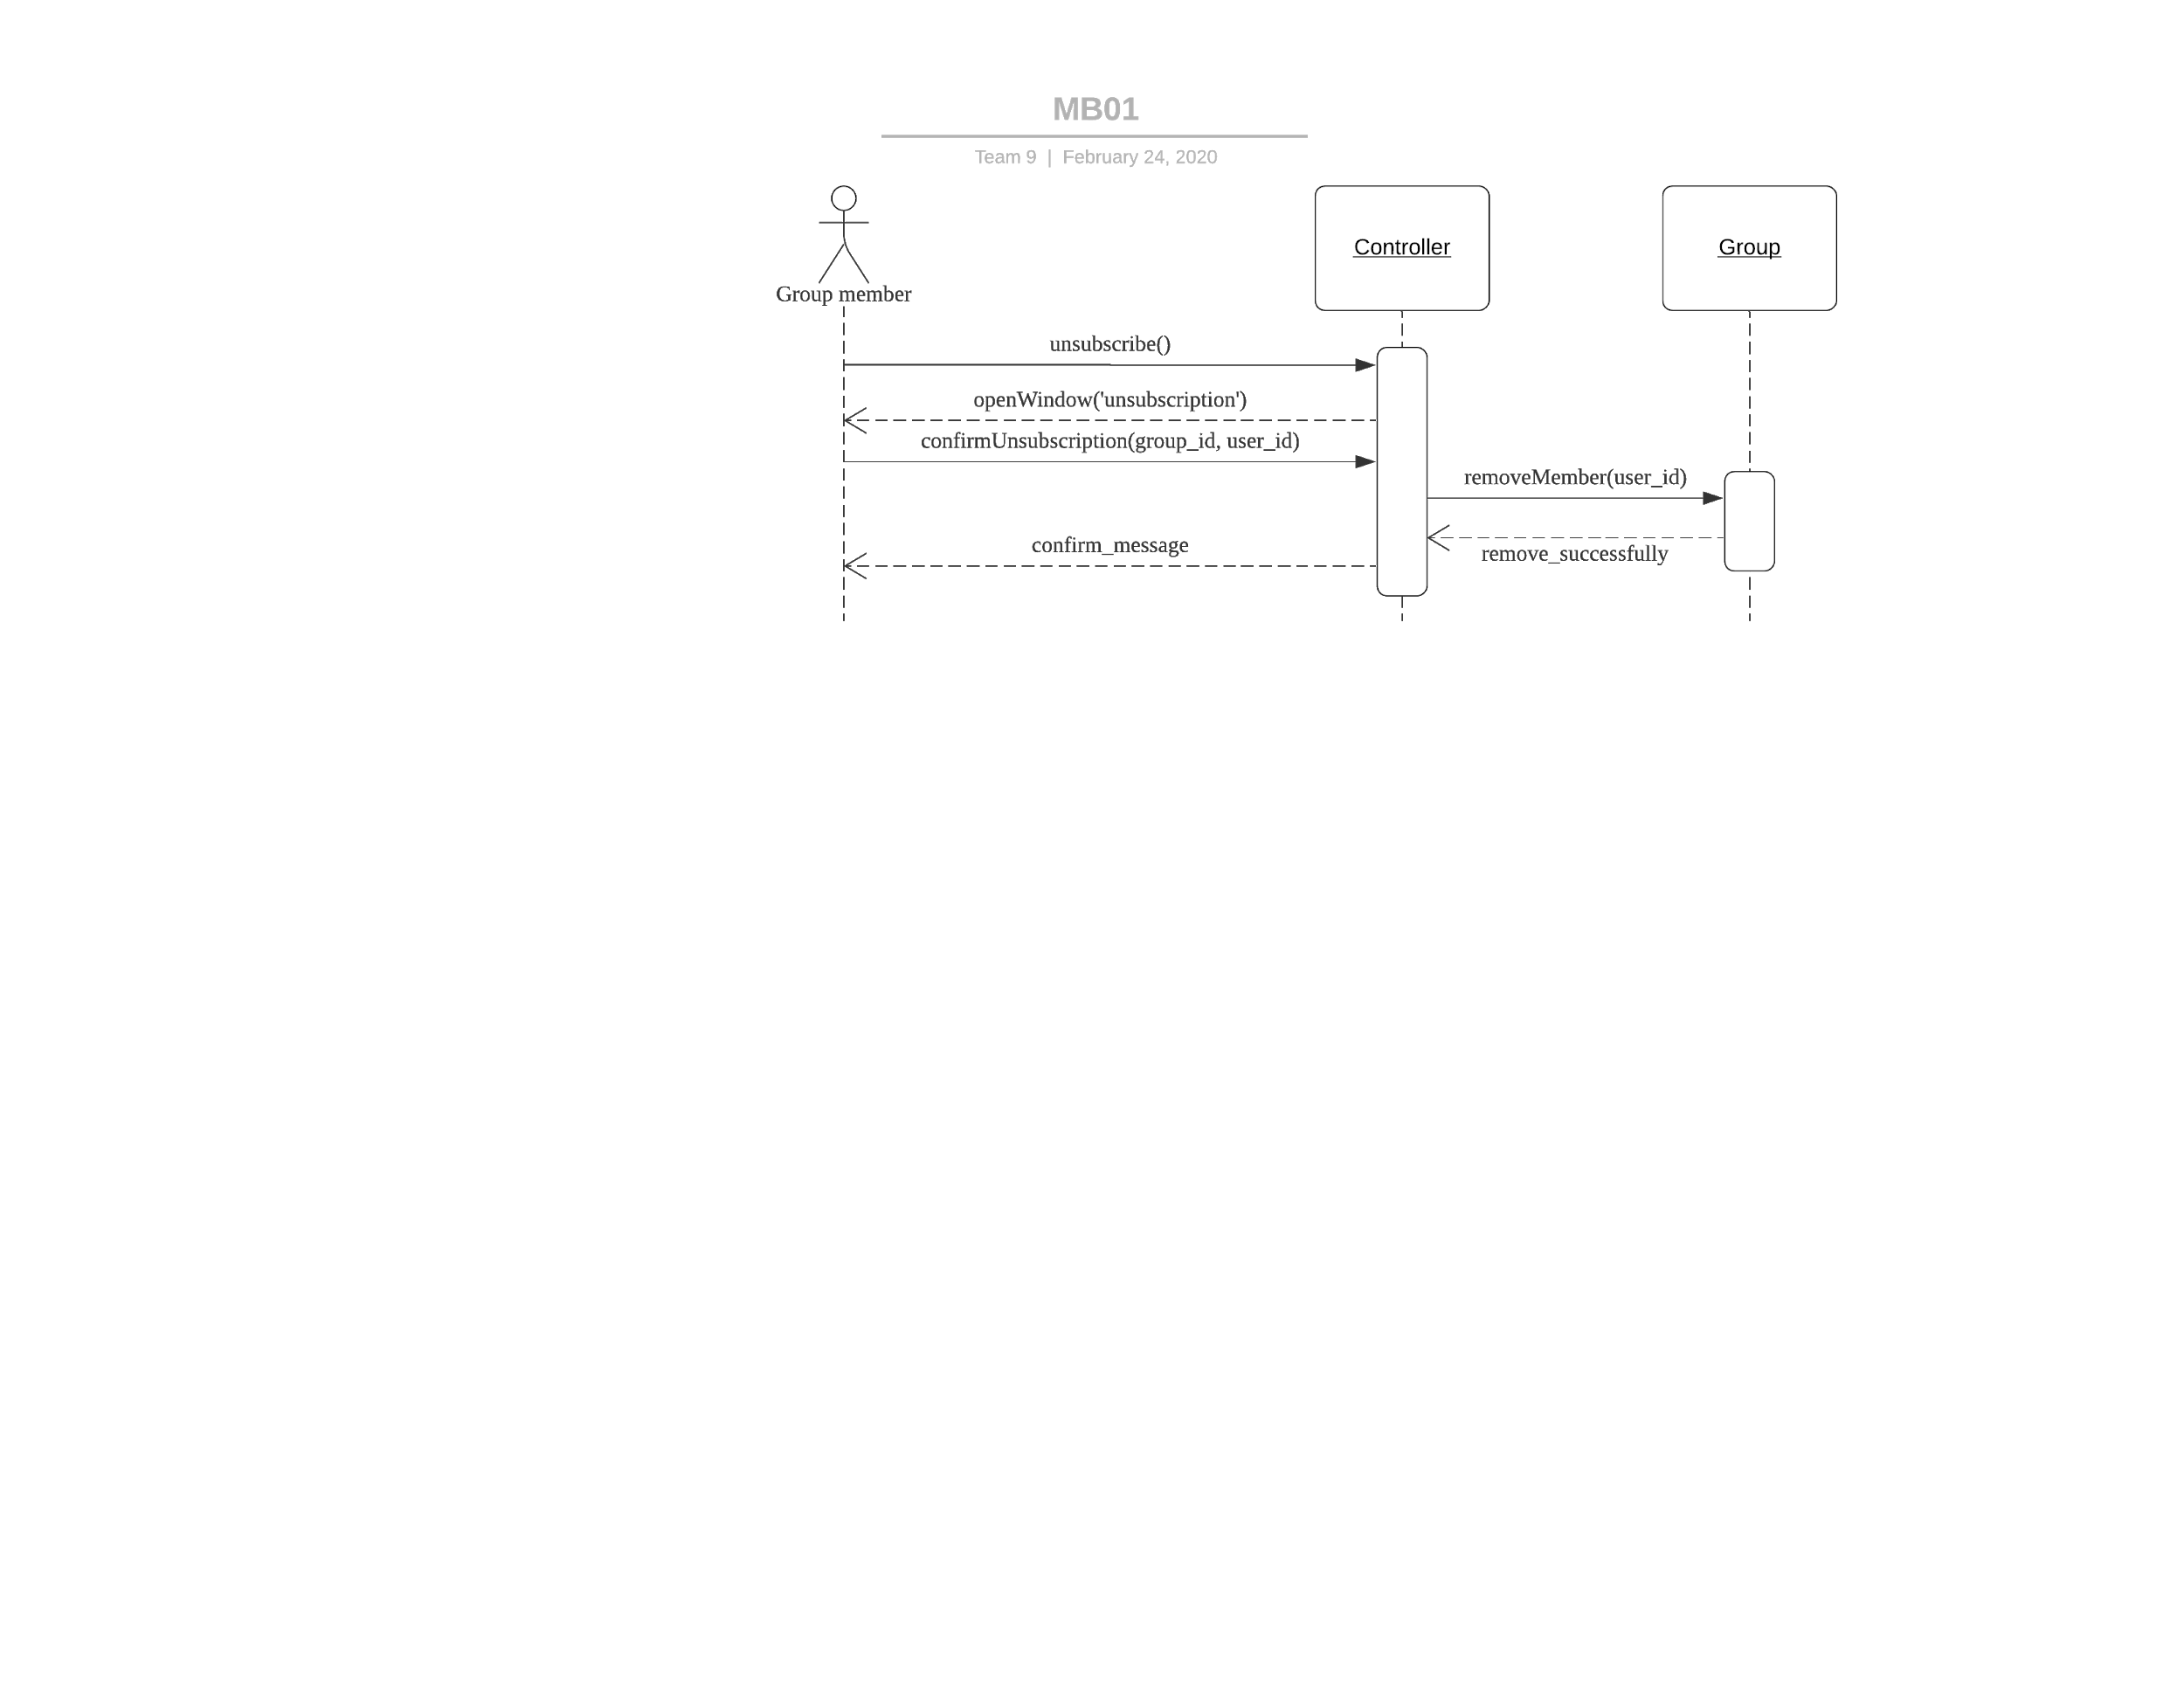 MB01
Team 9 | February 24, 2020
Controller
Group
Group member
unsubscribe()
openWindow('unsubscription')
confirmUnsubscription(group_id, user_id)
removeMember(user_id)
confirm_message
remove_successfully